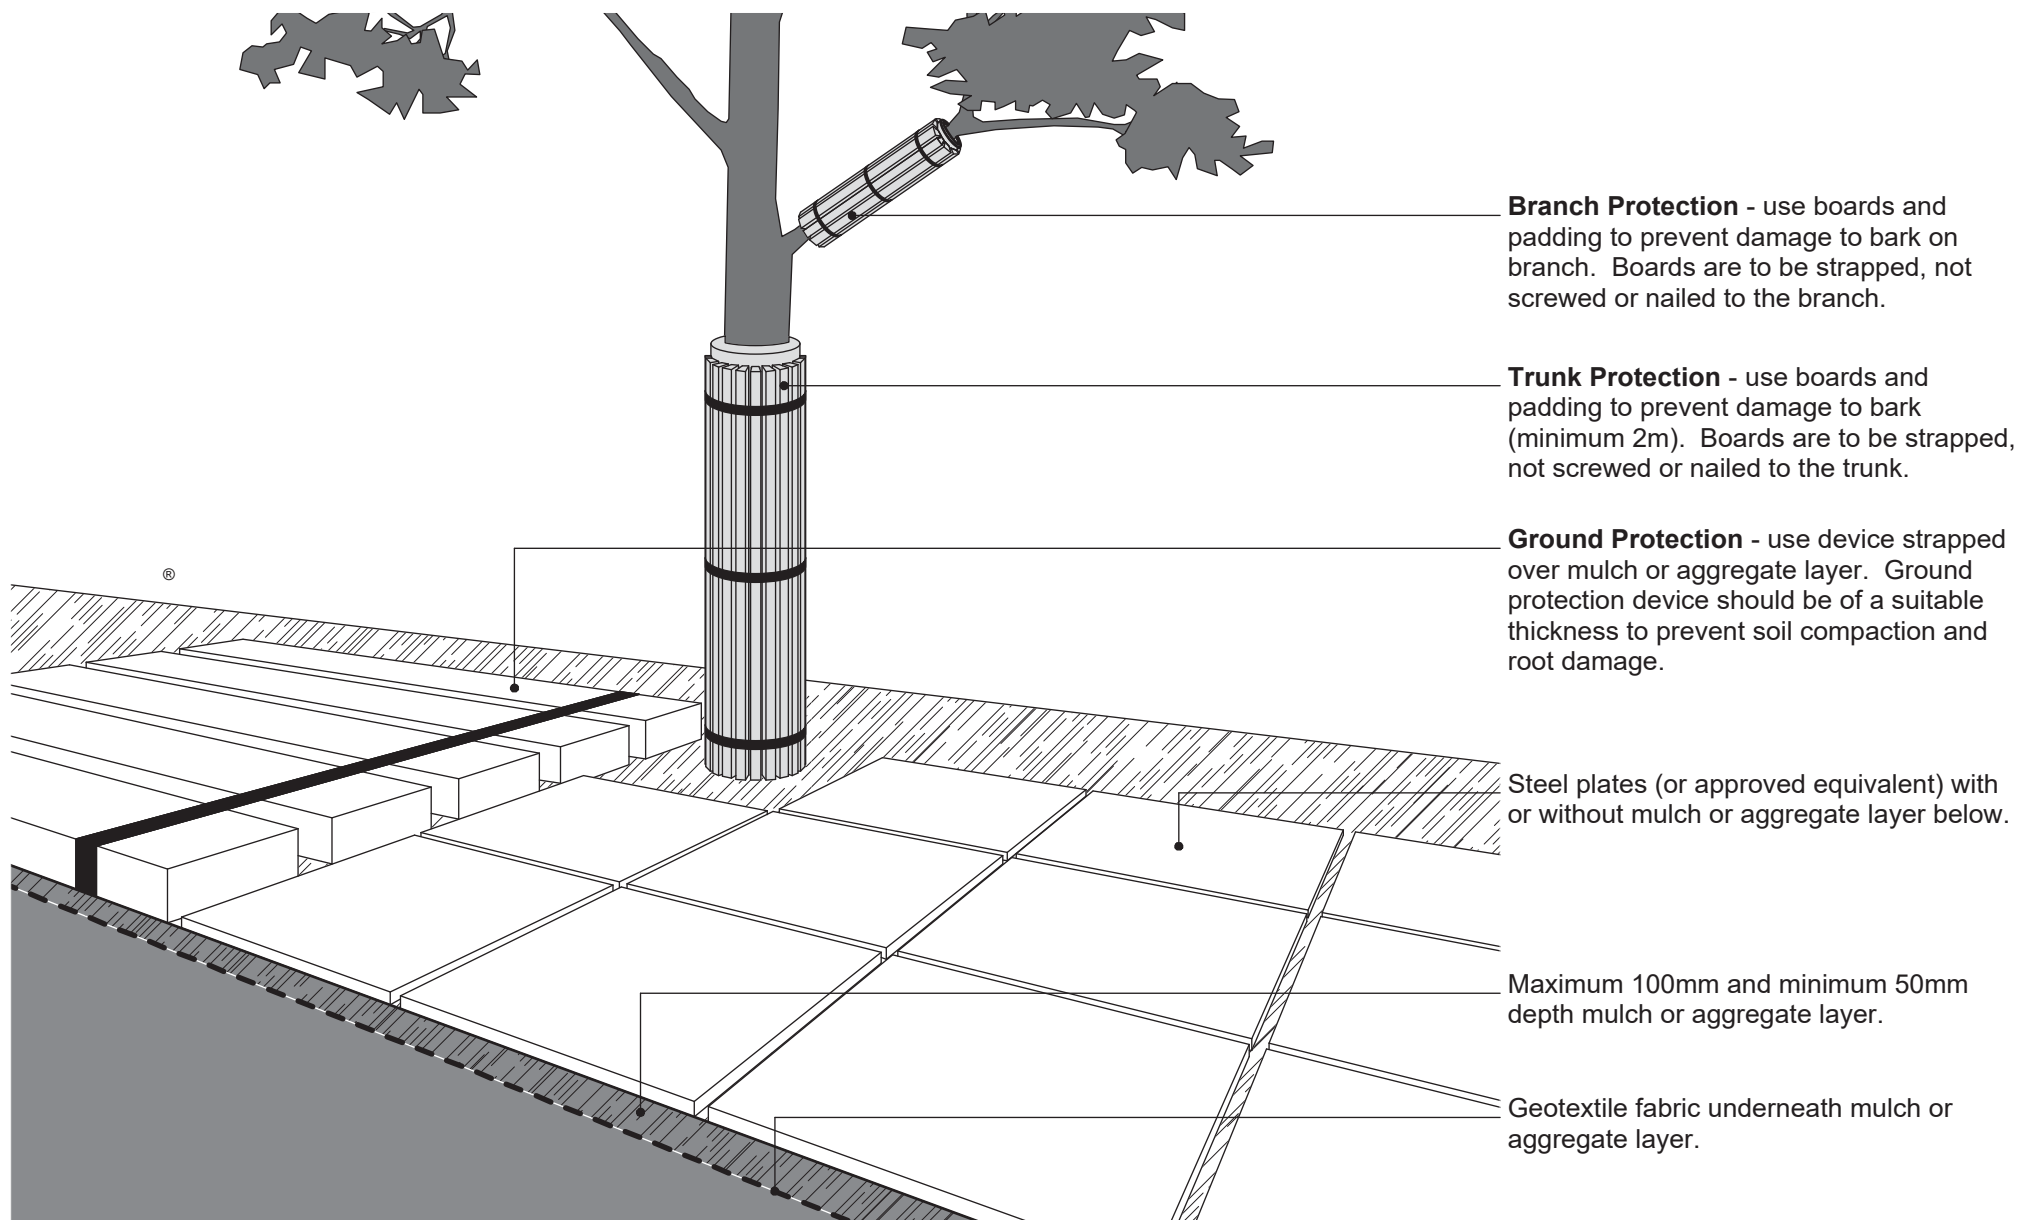 Branch Protection - use boards and
padding to prevent damage to bark on
branch. Boards are to be strapped, not
screwed or nailed to the branch.
Trunk Protection - use boards and
padding to prevent damage to bark
(minimum 2m). Boards are to be strapped,
not screwed or nailed to the trunk.
Ground Protection - use device strapped
over mulch or aggregate layer. Ground
protection device should be of a suitable
thickness to prevent soil compaction and
root damage.
®
Steel plates (or approved equivalent) with
or without mulch or aggregate layer below.
Maximum 100mm and minimum 50mm
depth mulch or aggregate layer.
Geotextile fabric underneath mulch or
aggregate layer.